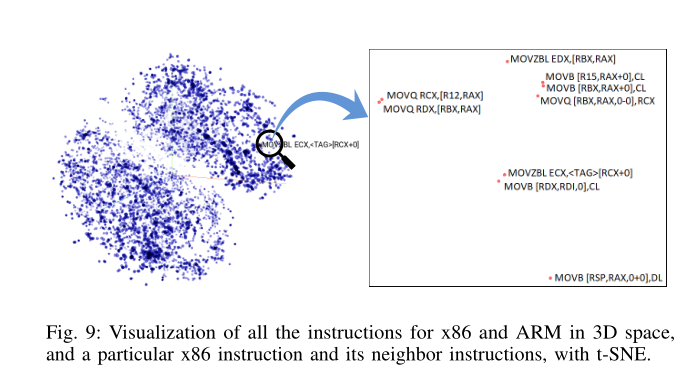 MOVZBL ECX,<TAG>[RCX+0]
MOVZBL EDX,[RBX,RAX]
MOVB [R15,RAX+0],CL
MOVB [RBX,RAX+0],CL
MOVQ [RBX,RAX,0-0],RCX
MOVQ RCX,[R12,RAX]
MOVQ RDX,[RBX,RAX]
MOVZBL ECX,<TAG>[RCX+0]
MOVB [RDX,RDI,0],CL
MOVB [RSP,RAX,0+0],DL
Fig. 9: Visualization of all the instructions for x86 and ARM in 3D space,
and a particular x86 instruction and its neighbor instructions, with t-SNE.